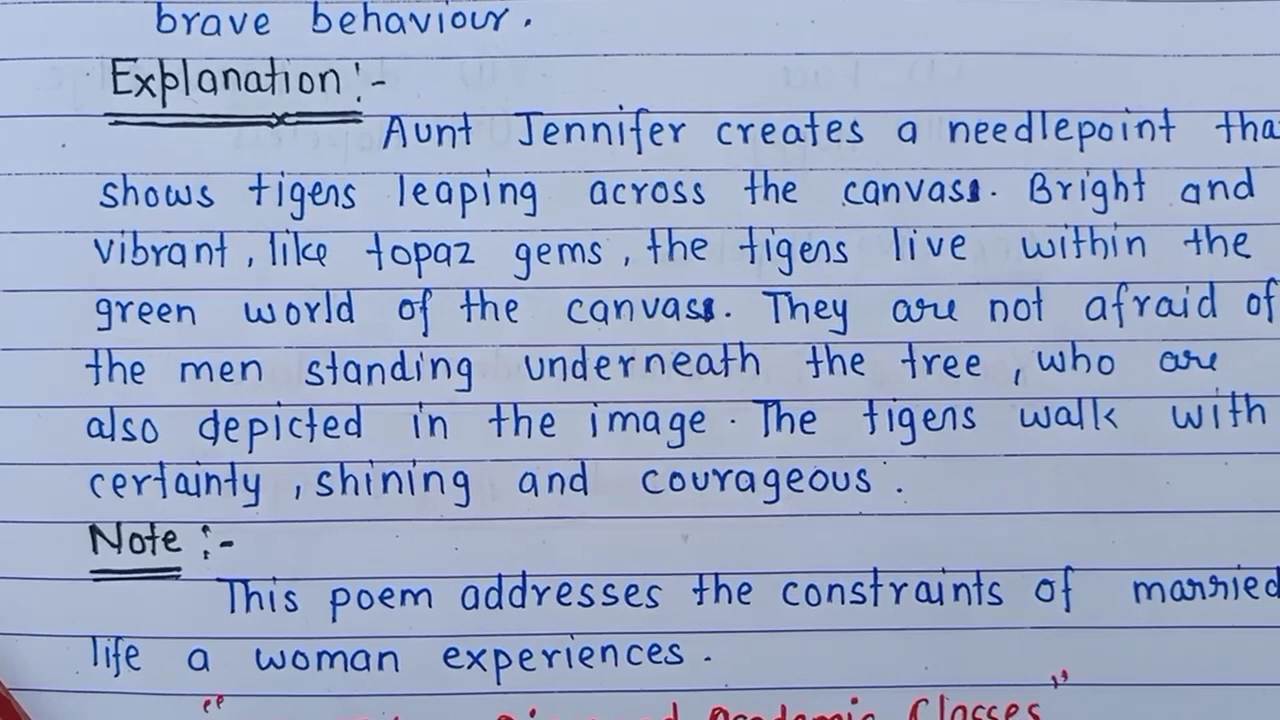 brave behaviour.
Explanation :-
Aunt Jennifer creates a needlepoint tha
shows tigers leaping across the canvass. Bright and
vibrant, like topaz gems, the tigers live within the
green world of the canvass. They are not afraid of
the men standing underneath the tree, who are
also depicted in the image. The tigers walk with
certainty, shining and courageous.
Note :-
This poem addresses the constraints of married
life a woman experiences.
" Academic Classes"